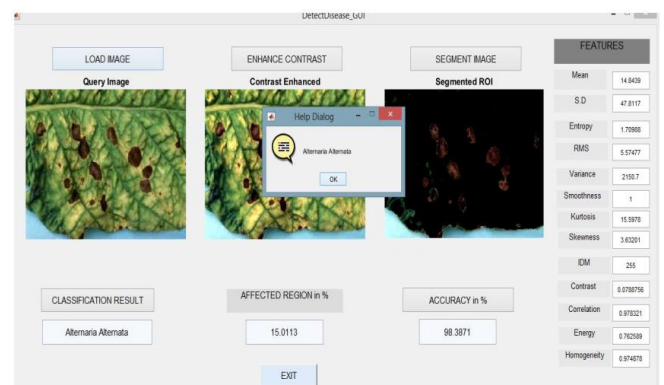 DetectDisease_GUI
LOAD IMAGE
ENHANCE CONTRAST
SEGMENT IMAGE
Query Image
Contrast Enhanced
Segmented ROI
Help Dialog
Alternaria Alternata
OK
CLASSIFICATION RESULT
Alternaria Alternata
AFFECTED REGION in %
15.0113
ACCURACY in %
98.3871
EXIT
FEATURES
Mean 14.8439
S.D 47.8117
Entropy 1.70988
RMS 5.57477
Variance 2150.7
Smoothness 1
Kurtosis 15.5978
Skewness 3.63201
IDM 255
Contrast 0.0788756
Correlation 0.978321
Energy 0.762589
Homogeneity 0.974678